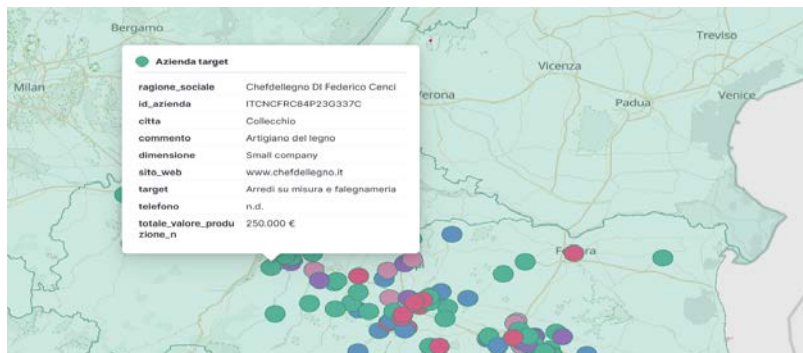 Bergamo
Treviso
Azienda target
Vicenza
ragione_sociale Chefdellegno DI Federico Cenci
Milan
erona
id_azienda ITCNCFRC84P23G337C
Padua
Venice
citta Collecchio
commento Artigiano del legno
dimensione Small company
sito_web www.chefdellegno.it
target Arredi su misura e falegnameria
telefono n.d.
totale_valore_produ 250.000 €
zione_n